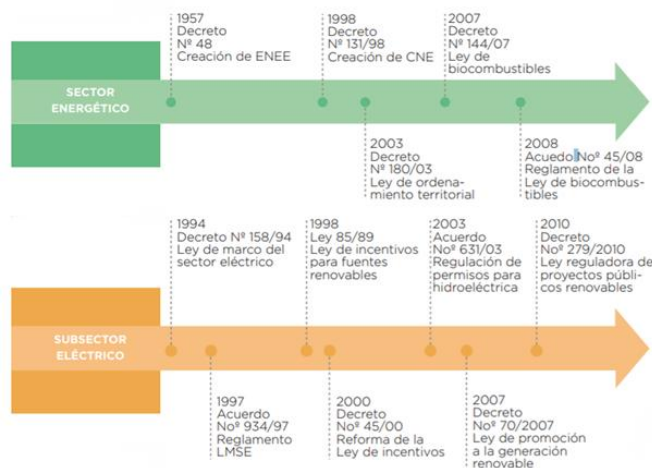 1957
Decreto
Nº 48
Creación de ENEE
1998
Decreto
Nº 131/98
Creación de CNE
2007
Decreto
Nº 144/07
Ley de
biocombustibles
SECTOR
ENERGÉTICO
2003
Decreto
Nº 180/03
Ley de ordena-
miento territorial
2008
Acuedo Noº 45/08
Reglamento de la
Ley de biocombus-
tibles
1994
Decreto Nº 158/94
Ley de marco del
sector eléctrico
1998
Ley 85/89
Ley de incentivos
para fuentes
renovables
2003
Acuerdo
Noº 631/03
Regulación de
permisos para
hidroeléctrica
2010
Decreto
Noº 279/2010
Ley reguladora de
proyectos públi-
cos renovables
SUBSECTOR
ELÉCTRICO
1997
Acuerdo
Noº 934/97
Reglamento
LMSE
2000
Decreto
Noº 45/00
Reforma de la
Ley de incentivos
2007
Decreto
Noº 70/2007
Ley de promoción
a la generación
renovable